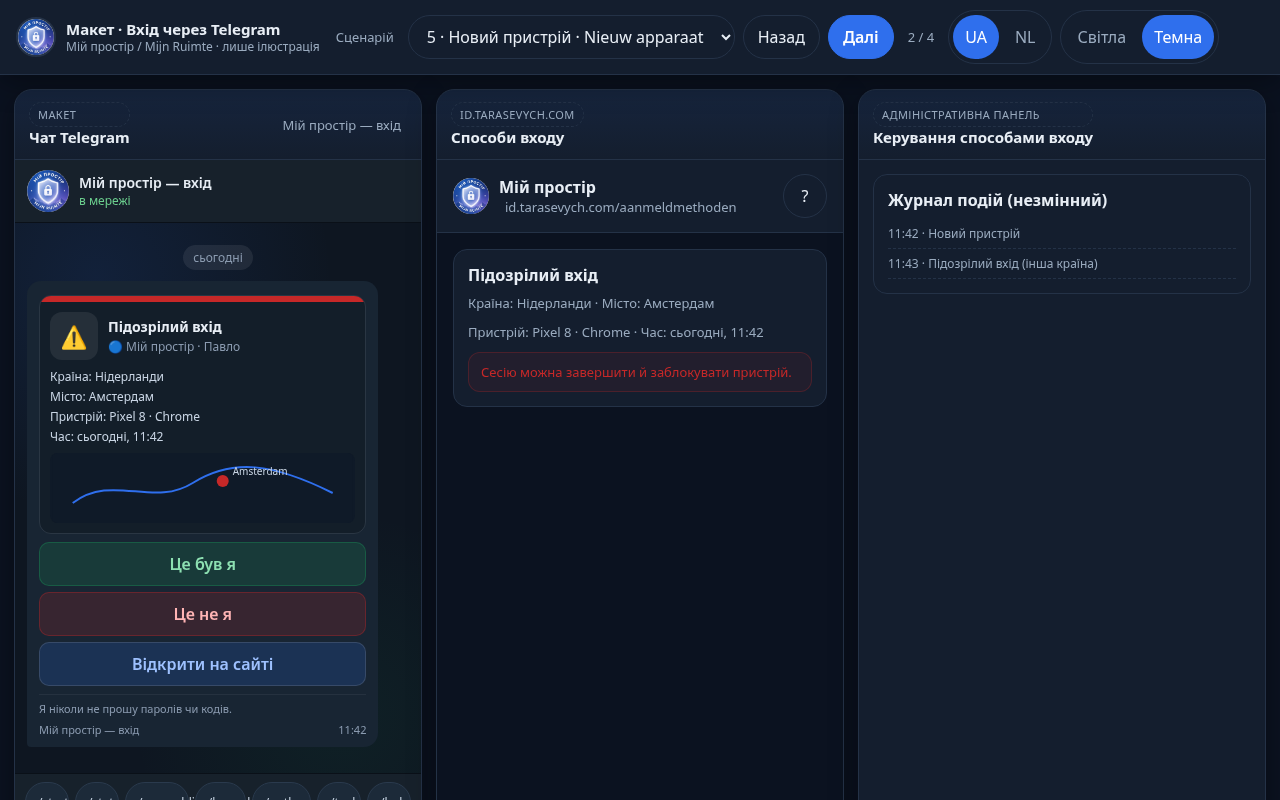 Макет · Вхід через Telegram
Мій простір / Mijn Ruimte · лише ілюстрація
Сценарій
5 · Новий пристрій · Nieuw apparaat
Назад
Далі
2 / 4
UA
NL
Світла
Темна
МАКЕТ
Чат Telegram
Мій простір — вхід
Мій простір — вхід
в мережі
сьогодні
Підозрілий вхід
Мій простір · Павло
Країна: Нідерланди
Місто: Амстердам
Пристрій: Pixel 8 · Chrome
Час: сьогодні, 11:42
Amsterdam
Це був я
Це не я
Відкрити на сайті
Я ніколи не прошу паролів чи кодів.
Мій простір — вхід
11:42
ID.TARASEVYCH.COM
Способи входу
Мій простір
id.tarasevych.com/aanmeldmethoden
?
Підозрілий вхід
Країна: Нідерланди · Місто: Амстердам
Пристрій: Pixel 8 · Chrome · Час: сьогодні, 11:42
Сесію можна завершити й заблокувати пристрій.
АДМІНІСТРАТИВНА ПАНЕЛЬ
Керування способами входу
Журнал подій (незмінний)
11:42 · Новий пристрій
11:43 · Підозрілий вхід (інша країна)